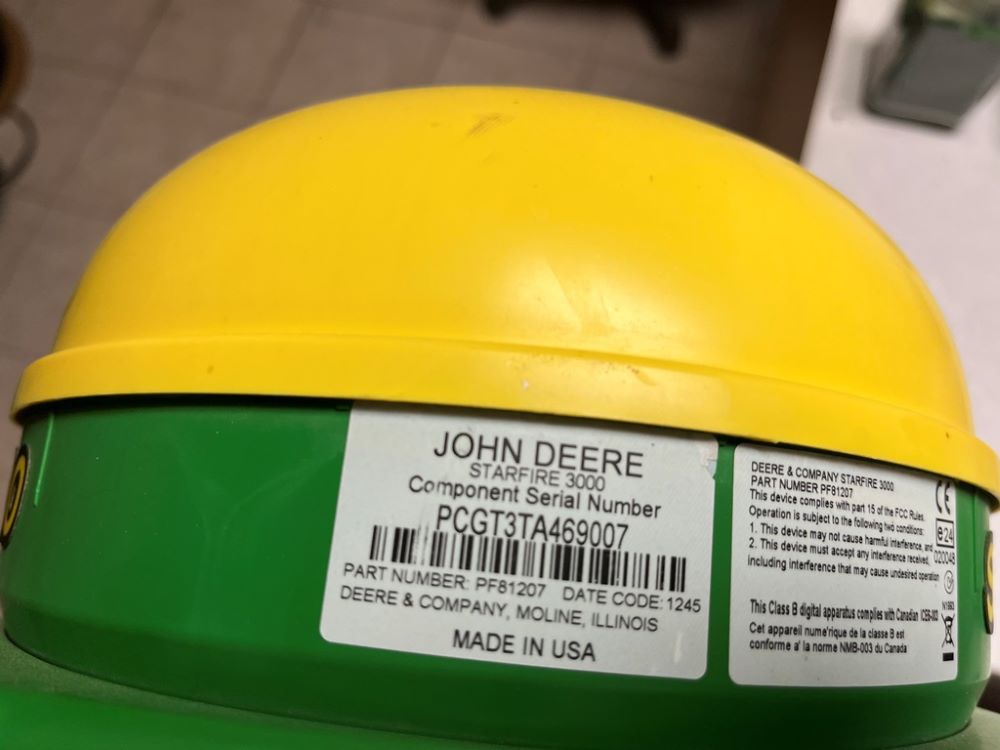 JOHN DEERE
STARFIRE 3000
Component Serial Number
PCGT3TA469007
PART NUMBER: PF81207 DATE CODE: 1245
DEERE & COMPANY, MOLINE, ILLINOIS
MADE IN USA
DEERE & COMPANY STARFIRE 3000
PART NUMBER PF81207
This device complies with part 15 of the FCC Rules.
Operation is subject to the following two conditions:
1. This device may not cause harmful interference, and
2. This device must accept any interference received,
including interference that may cause undesired operation
This Class B digital apparatus complies with Canadian
Cet appareil nume'rique de la classe B est
conforme a' la norme NMB-003 du Canada
CE
e24